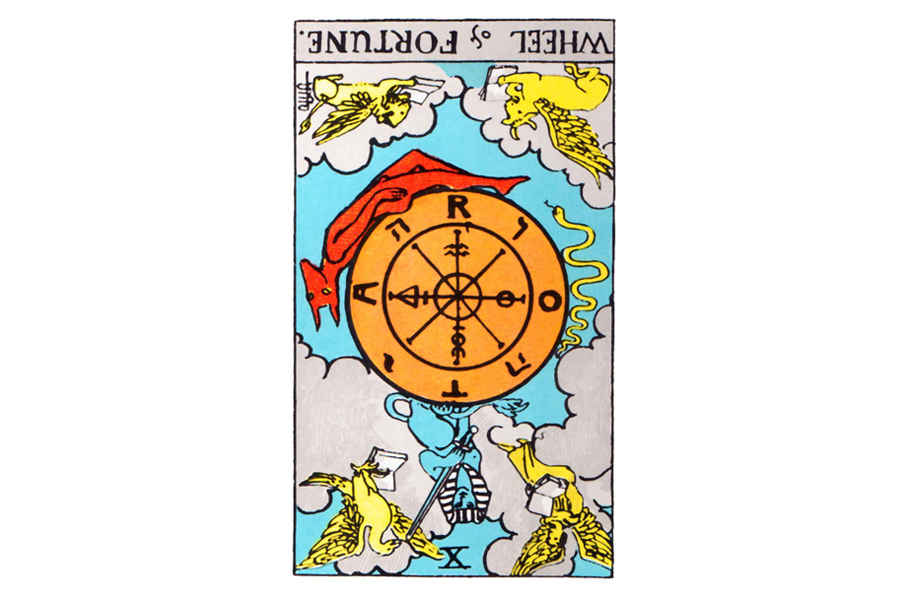 X
T
י ה
O A
ה ו
R
WHEEL of FORTUNE.